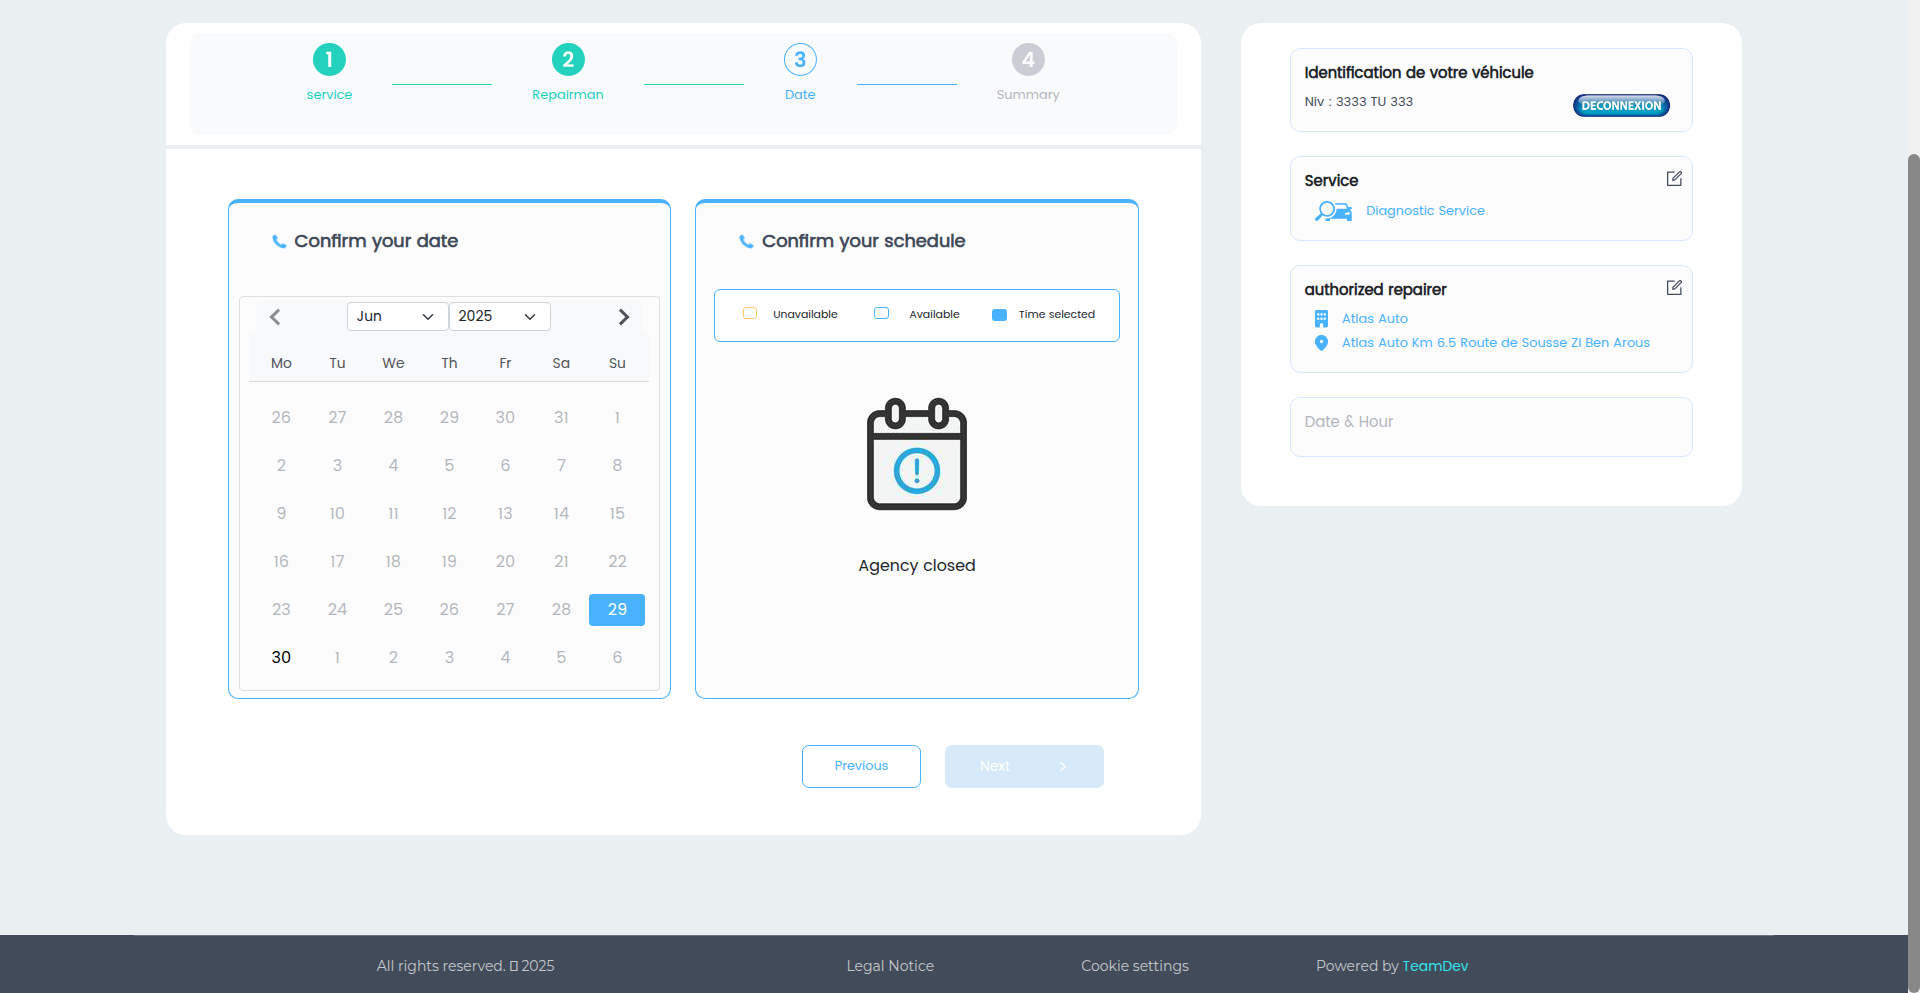 1 2 3 4
service Repairman Date Summary
Confirm your date
Jun 2025
Mo Tu We Th Fr Sa Su
26 27 28 29 30 31 1
2 3 4 5 6 7 8
9 10 11 12 13 14 15
16 17 18 19 20 21 22
23 24 25 26 27 28 29
30 1 2 3 4 5 6
Confirm your schedule
Unavailable Available Time selected
Agency closed
Previous Next
Identification de votre véhicule
Niv : 3333 TU 333
DECONNEXION
Service
Diagnostic Service
authorized repairer
Atlas Auto
Atlas Auto Km 6.5 Route de Sousse ZI Ben Arous
Date & Hour
All rights reserved. 2025 Legal Notice Cookie settings Powered by TeamDev